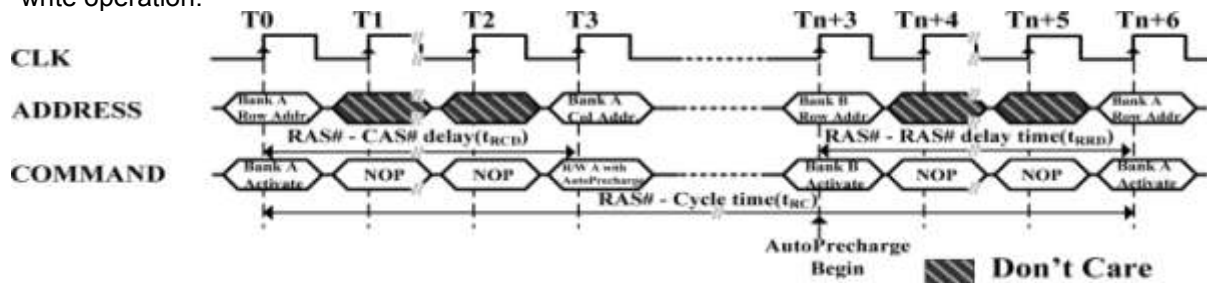 write operation.
T0 T1 T2 T3 Tn+3 Tn+4 Tn+5 Tn+6
CLK
ADDRESS
Bank A Row Addr.
Bank A Col Addr.
Bank B Row Addr.
Bank A Row Addr.
RAS# - CAS# delay(tRCD)
RAS# - RAS# delay time(tRRD)
COMMAND
Bank A Activate
NOP
NOP
R/W A with AutoPrecharge
Bank B Activate
NOP
NOP
Bank A Activate
RAS# - Cycle time(tRC)
AutoPrecharge
Begin
Don't Care